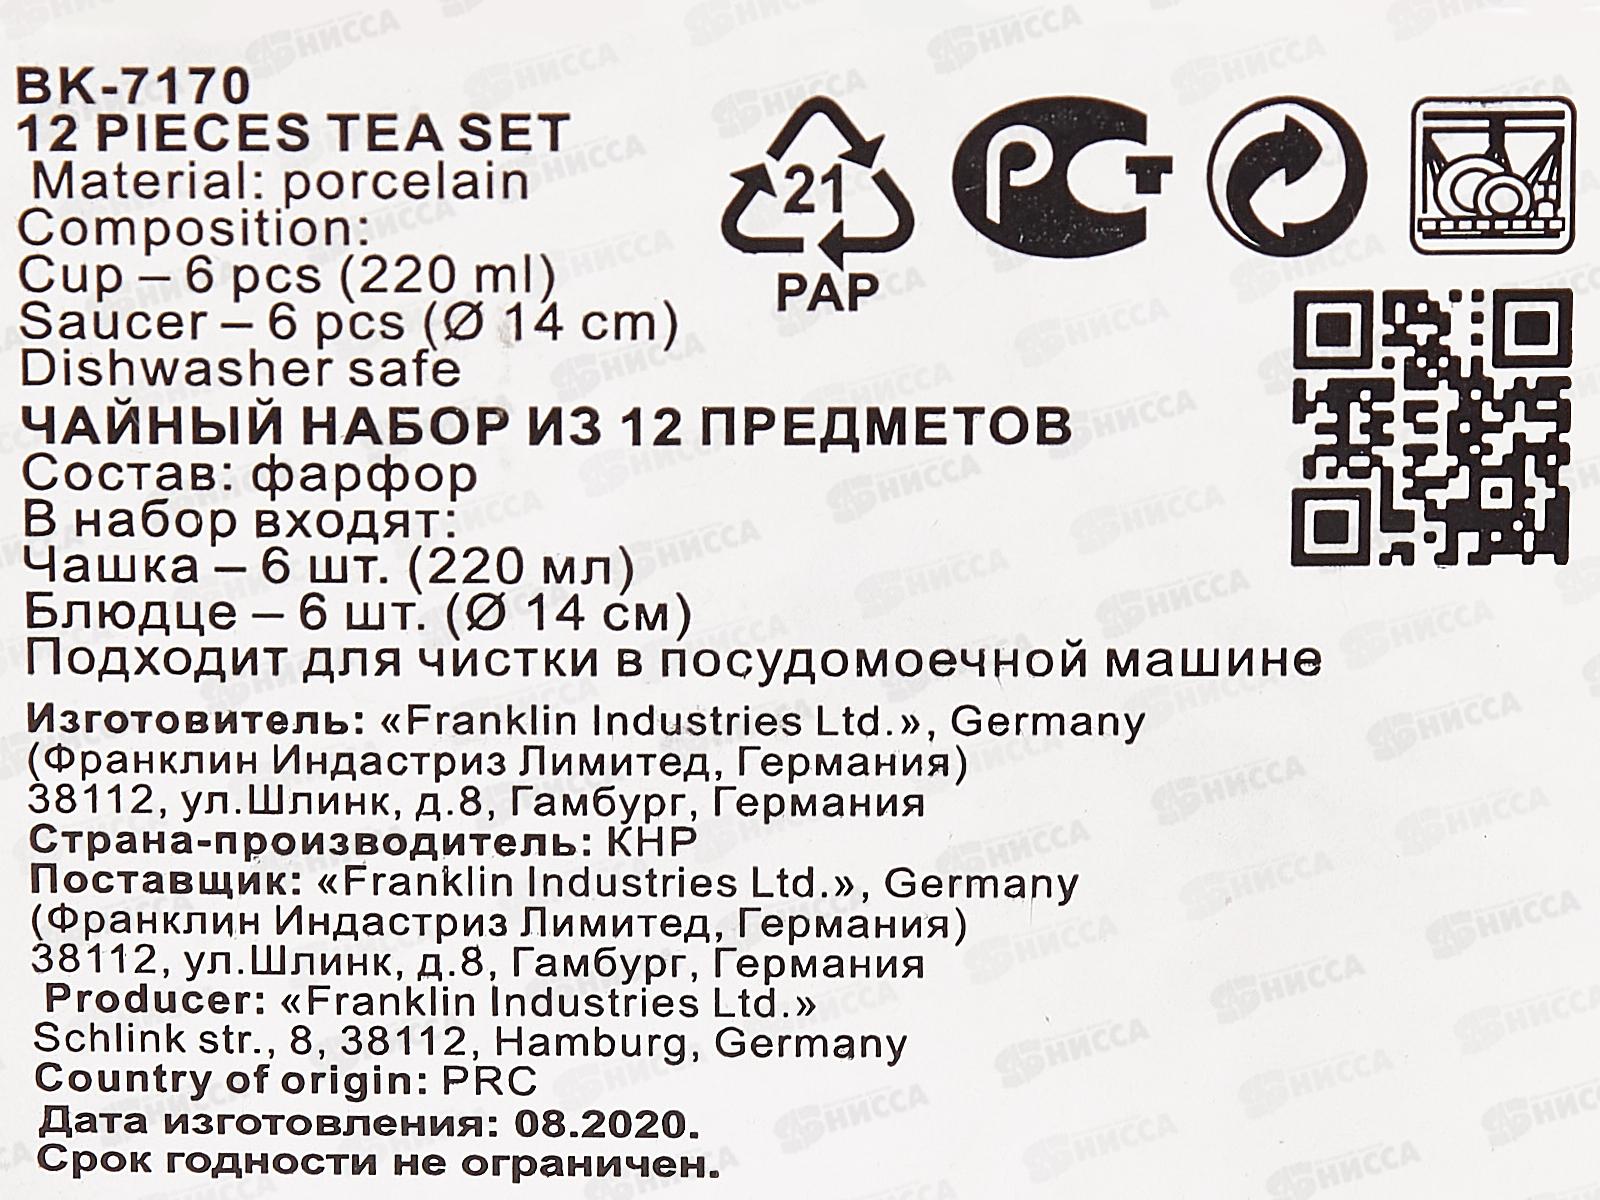 BK-7170
12 PIECES TEA SET
Material: porcelain
Composition:
Cup – 6 pcs (220 ml)
Saucer – 6 pcs (Ø 14 cm)
Dishwasher safe
21
PAP
РСТ
ЧАЙНЫЙ НАБОР ИЗ 12 ПРЕДМЕТОВ
Состав: фарфор
В набор входят:
Чашка – 6 шт. (220 мл)
Блюдце – 6 шт. (Ø 14 см)
Подходит для чистки в посудомоечной машине
Изготовитель: «Franklin Industries Ltd.», Germany
(Франклин Индастриз Лимитед, Германия)
38112, ул.Шлинк, д.8, Гамбург, Германия
Страна-производитель: КНР
Поставщик: «Franklin Industries Ltd.», Germany
(Франклин Индастриз Лимитед, Германия)
38112, ул.Шлинк, д.8, Гамбург, Германия
Producer: «Franklin Industries Ltd.»
Schlink str., 8, 38112, Hamburg, Germany
Country of origin: PRC
Дата изготовления: 08.2020.
Срок годности не ограничен.
НИССА